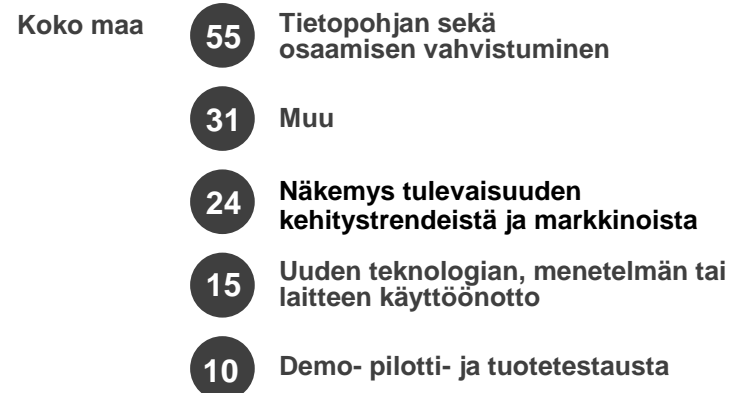 Koko maa
55
Tietopohjan sekä
osaamisen vahvistuminen
31
Muu
24
Näkemys tulevaisuuden
kehitystrendeistä ja markkinoista
15
Uuden teknologian, menetelmän tai
laitteen käyttöönotto
10
Demo- pilotti- ja tuotetestausta